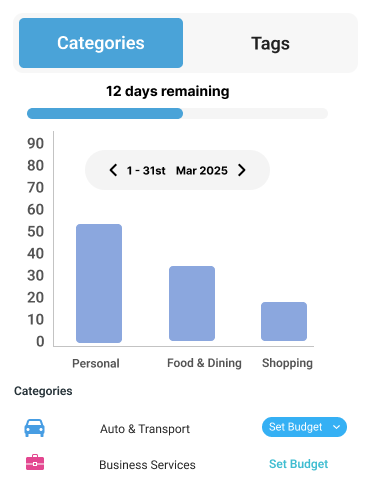 Categories Tags
12 days remaining
90
80
1 - 31st Mar 2025
70
60
50
40
30
20
10
0
Personal Food & Dining Shopping
Categories
Auto & Transport Set Budget
Business Services Set Budget